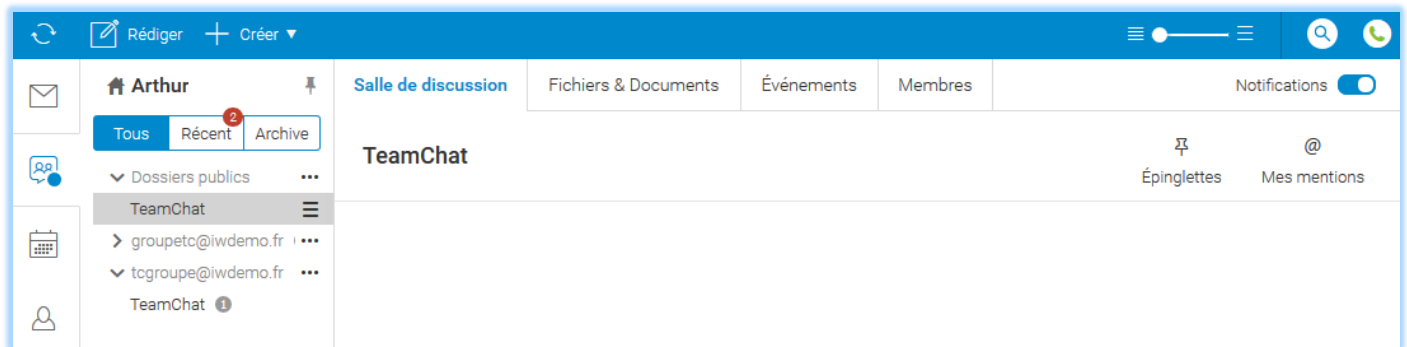 Rédiger Créer ▼
Arthur
Tous Récent 2 Archive
Dossiers publics
TeamChat
groupetc@iwdemo.fr
tcgroupe@iwdemo.fr
TeamChat 1
Salle de discussion Fichiers & Documents Événements Membres Notifications
TeamChat
Épinglettes
@
Mes mentions